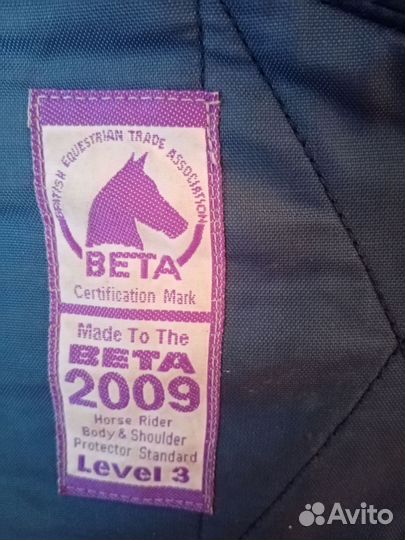 BRITISH EQUESTRIAN TRADE ASSOCIATION
BETA
Certification Mark
Made To The
BETA
2009
Horse Rider
Body & Shoulder
Protector Standard
Level 3
Avito